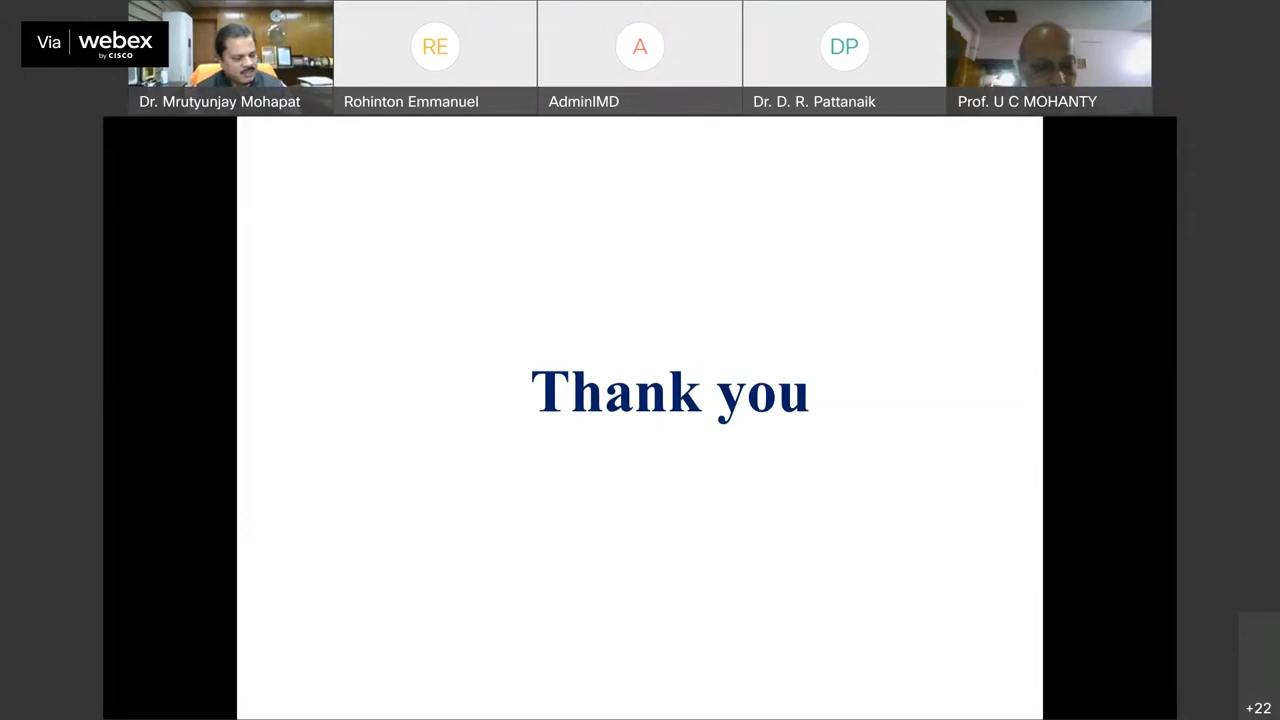 Via webex
by CISCO
RE
A
DP
Dr. Mrutyunjay Mohapat
Rohinton Emmanuel
AdminIMD
Dr. D. R. Pattanaik
Prof. U C MOHANTY
Thank you
+22